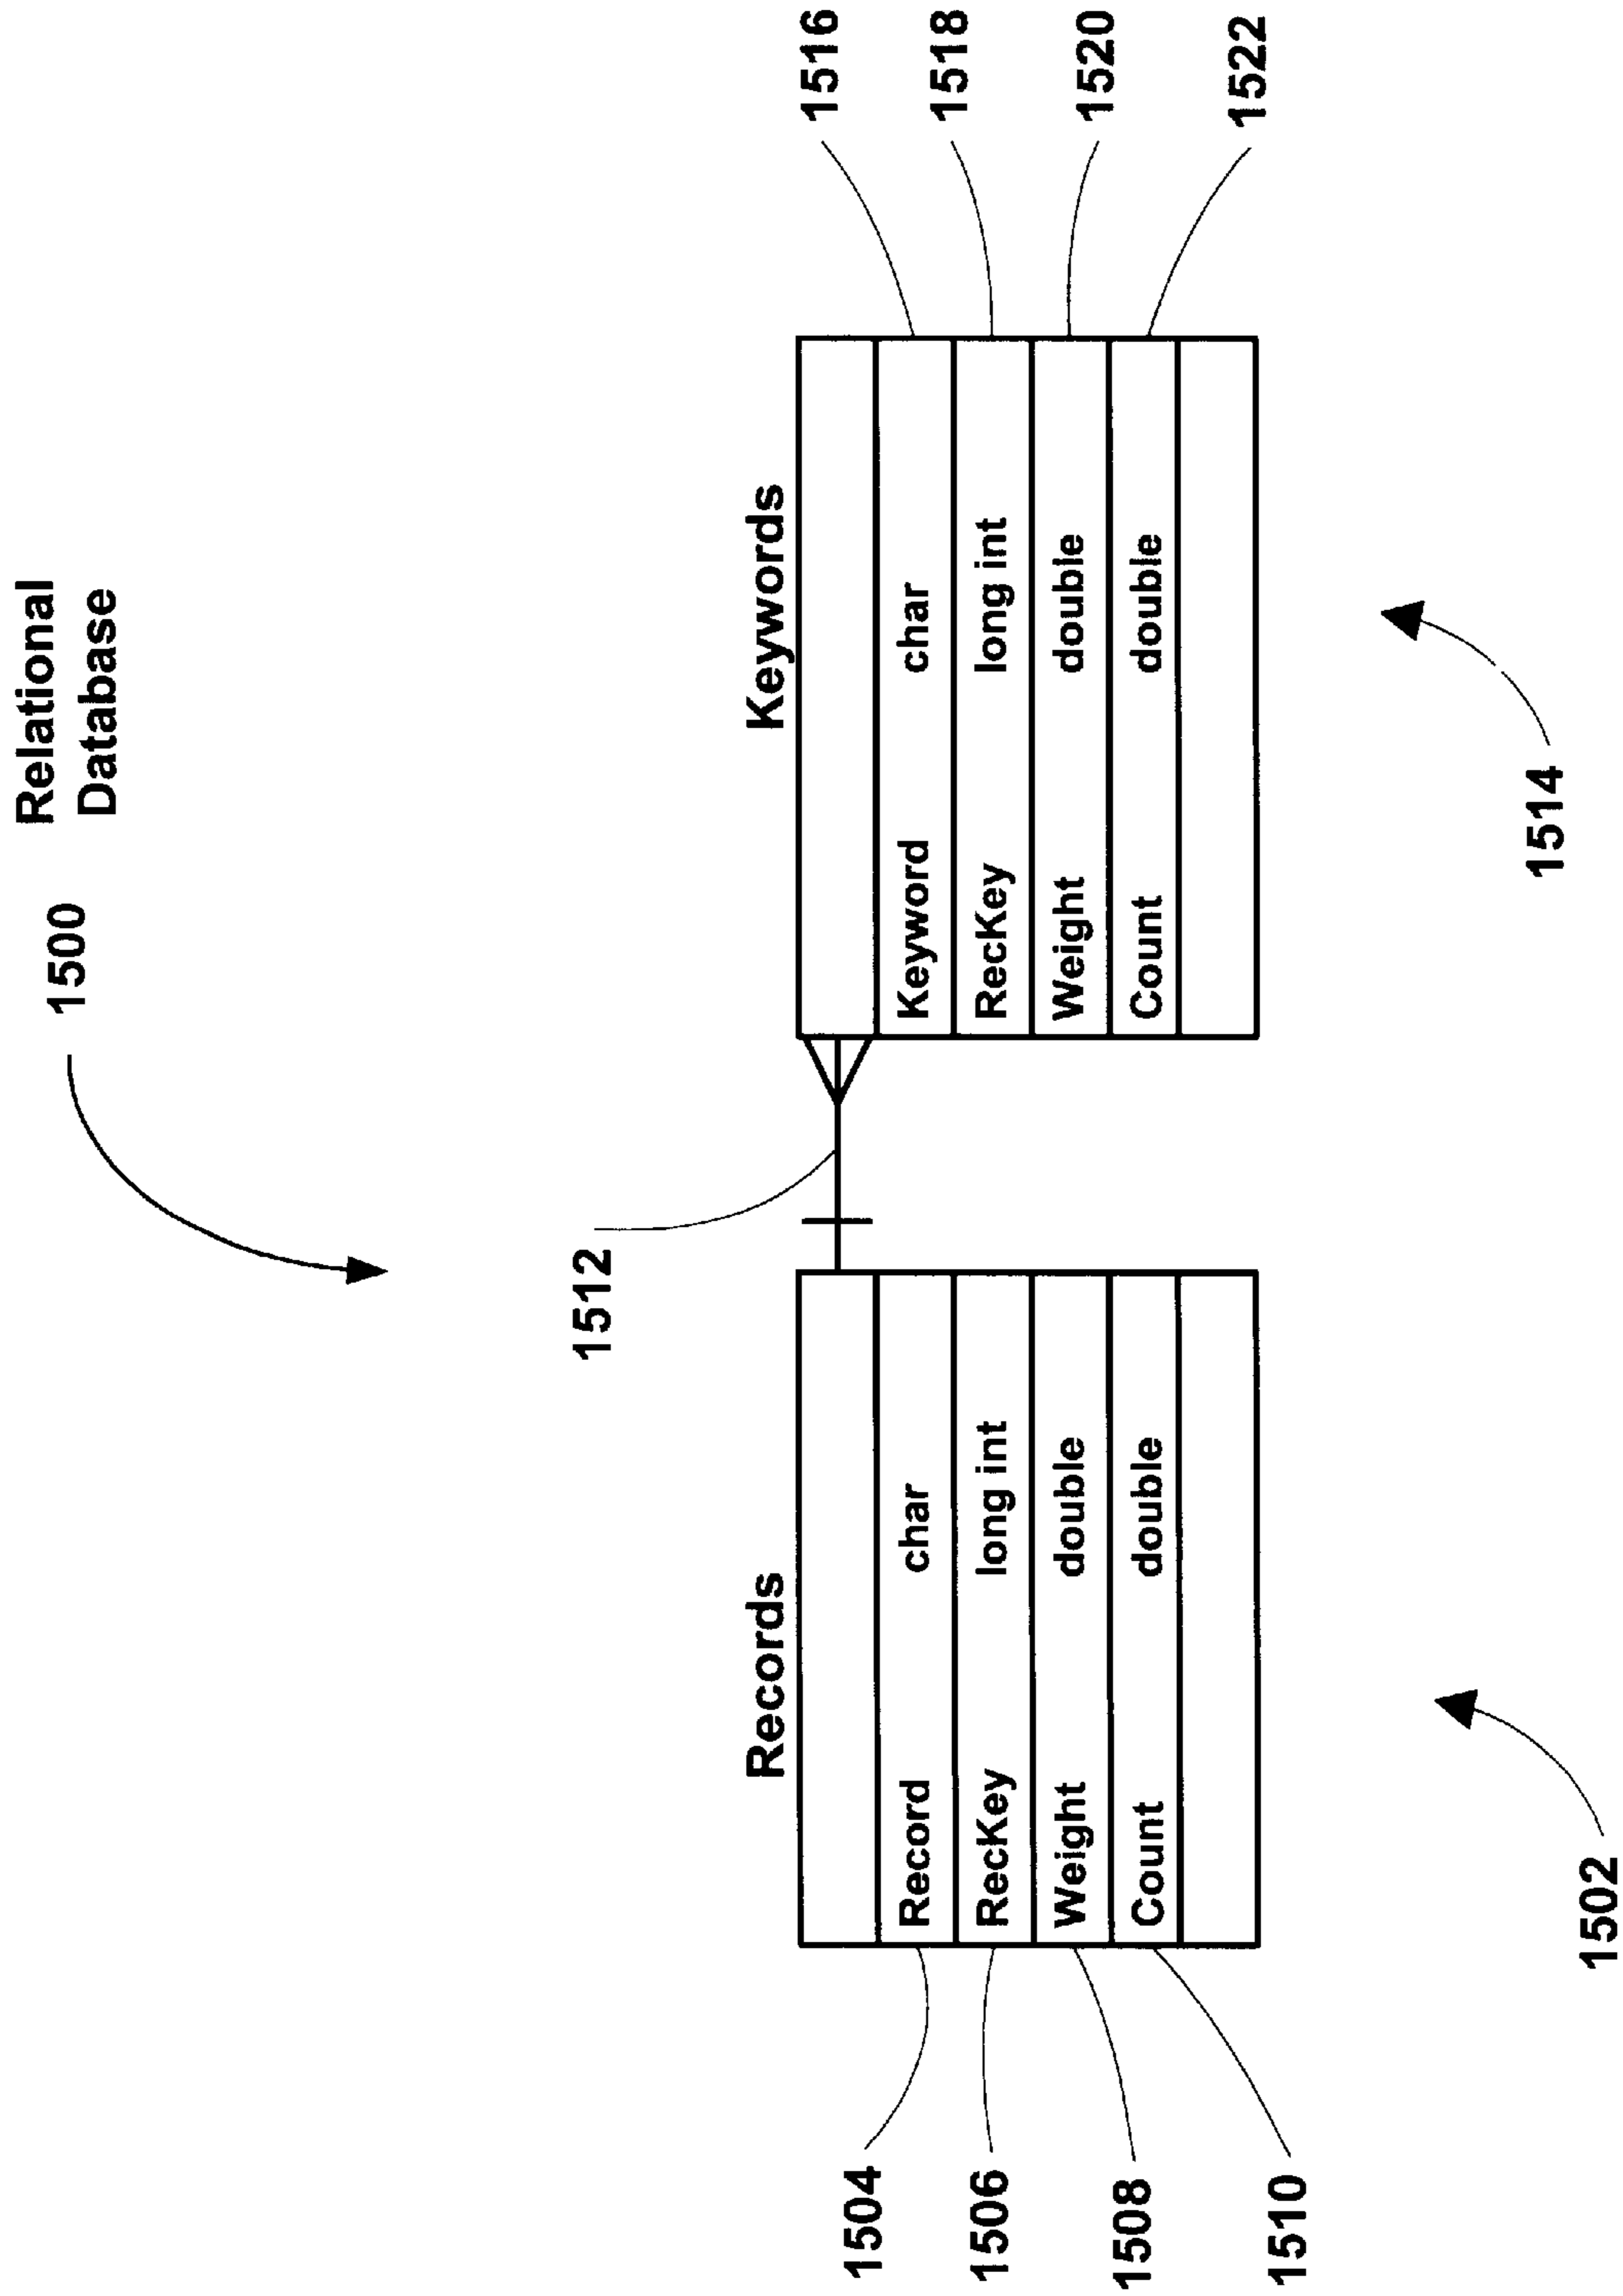 Relational
Database
1500
1512
Records
Record char
RecKey long int
Weight double
Count double
1504
1506
1508
1510
1502
Keywords
Keyword char
RecKey long int
Weight double
Count double
1516
1518
1520
1522
1514